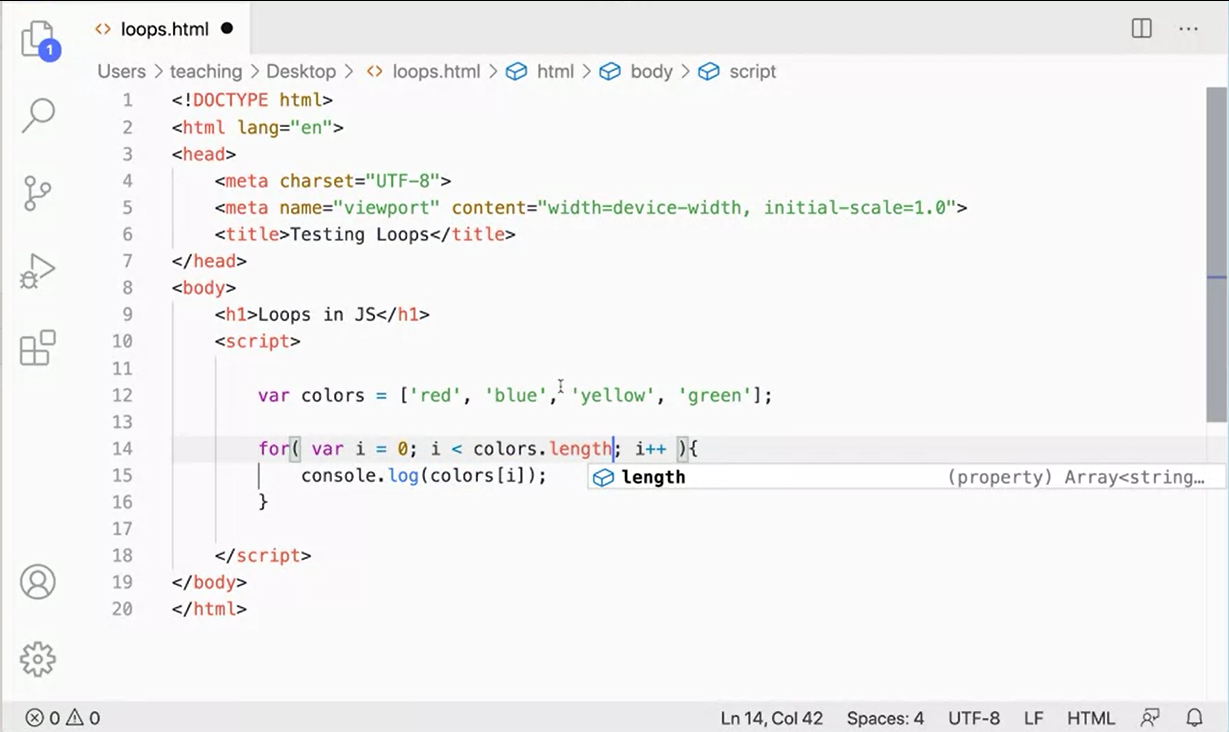 loops.html
1
Users > teaching > Desktop > loops.html > html > body > script
1 <!DOCTYPE html>
2 <html lang="en">
3 <head>
4     <meta charset="UTF-8">
5     <meta name="viewport" content="width=device-width, initial-scale=1.0">
6     <title>Testing Loops</title>
7 </head>
8 <body>
9     <h1>Loops in JS</h1>
10     <script>
11
12         var colors = ['red', 'blue', 'yellow', 'green'];
13
14         for( var i = 0; i < colors.length; i++ ){
15             console.log(colors[i]);
length (property) Array<string…
16         }
17
18     </script>
19 </body>
20 </html>
0 0 Ln 14, Col 42 Spaces: 4 UTF-8 LF HTML